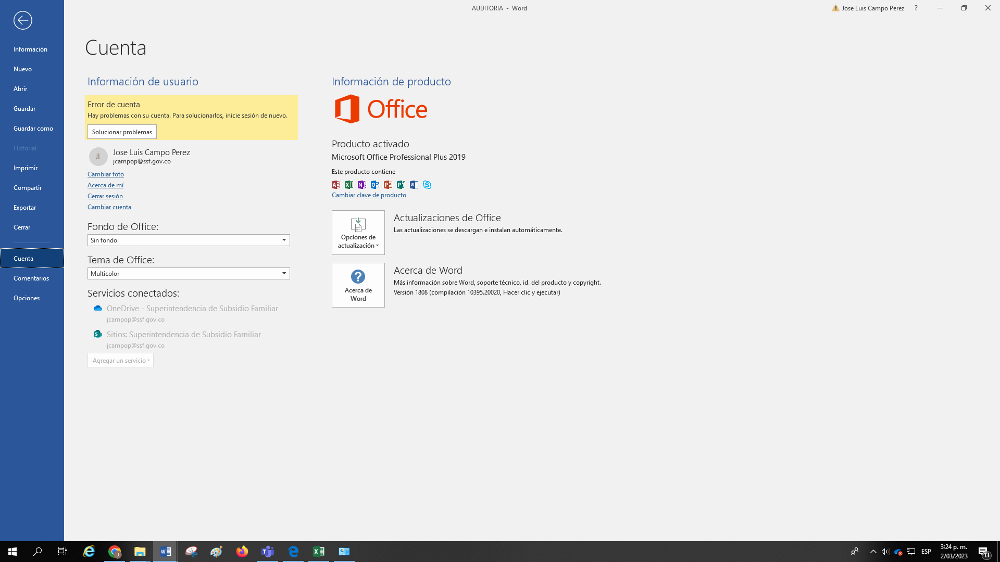 AUDITORIA - Word
Jose Luis Campo Perez
?
Información
Nuevo
Abrir
Guardar
Guardar como
Historial
Imprimir
Compartir
Exportar
Cerrar
Cuenta
Comentarios
Opciones
Cuenta
Información de usuario
Error de cuenta
Hay problemas con su cuenta. Para solucionarlos, inicie sesión de nuevo.
Solucionar problemas
JL
Jose Luis Campo Perez
jcampop@ssf.gov.co
Cambiar foto
Acerca de mí
Cerrar sesión
Cambiar cuenta
Fondo de Office:
Sin fondo
Tema de Office:
Multicolor
Servicios conectados:
OneDrive - Superintendencia de Subsidio Familiar
jcampop@ssf.gov.co
Sitios: Superintendencia de Subsidio Familiar
jcampop@ssf.gov.co
Agregar un servicio
Información de producto
Office
Producto activado
Microsoft Office Professional Plus 2019
Este producto contiene
Cambiar clave de producto
Opciones de
actualización
Actualizaciones de Office
Las actualizaciones se descargan e instalan automáticamente.
Acerca de
Word
Acerca de Word
Más información sobre Word, soporte técnico, id. del producto y copyright.
Versión 1808 (compilación 10395.20020, Hacer clic y ejecutar)
ESP
3:24 p. m.
2/03/2023
13